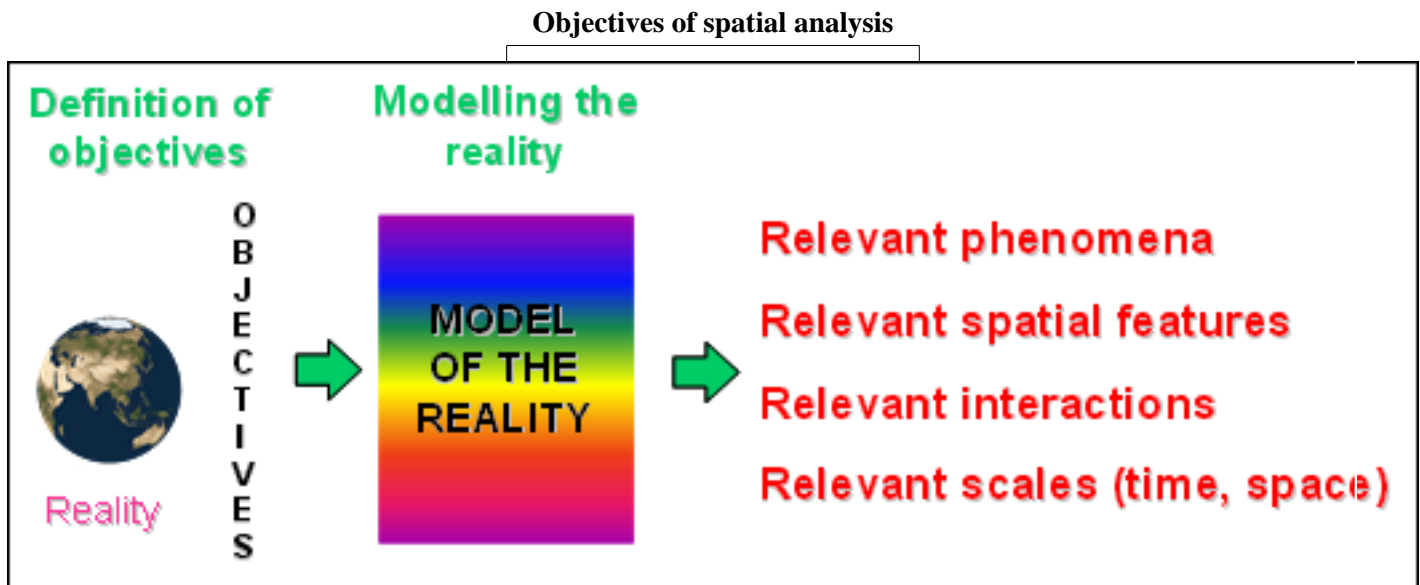 Objectives of spatial analysis
Definition of
objectives
Modelling the
reality
OBJECTIVES
MODEL
OF THE
REALITY
Relevant phenomena
Relevant spatial features
Relevant interactions
Relevant scales (time, space)
Reality